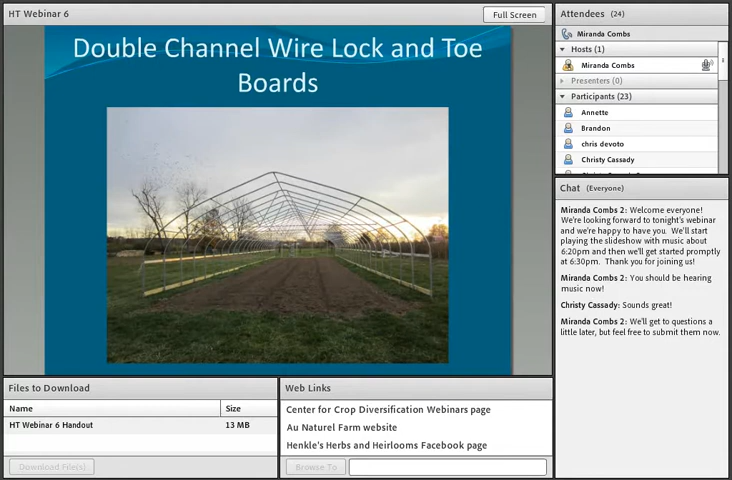 HT Webinar 6
Full Screen
Double Channel Wire Lock and Toe
Boards
Files to Download
Name
Size
HT Webinar 6 Handout
13 MB
Download File(s)
Web Links
Center for Crop Diversification Webinars page
Au Naturel Farm website
Henkle's Herbs and Heirlooms Facebook page
Browse To
Attendees (24)
Miranda Combs
Hosts (1)
Miranda Combs
Presenters (0)
Participants (23)
Annette
Brandon
chris devoto
Christy Cassady
Chat (Everyone)
Miranda Combs 2: Welcome everyone!
We're looking forward to tonight's webinar
and we're happy to have you. We'll start
playing the slideshow with music about
6:20pm and then we'll get started promptly
at 6:30pm. Thank you for joining us!
Miranda Combs 2: You should be hearing
music now!
Christy Cassady: Sounds great!
Miranda Combs 2: We'll get to questions a
little later, but feel free to submit them now.